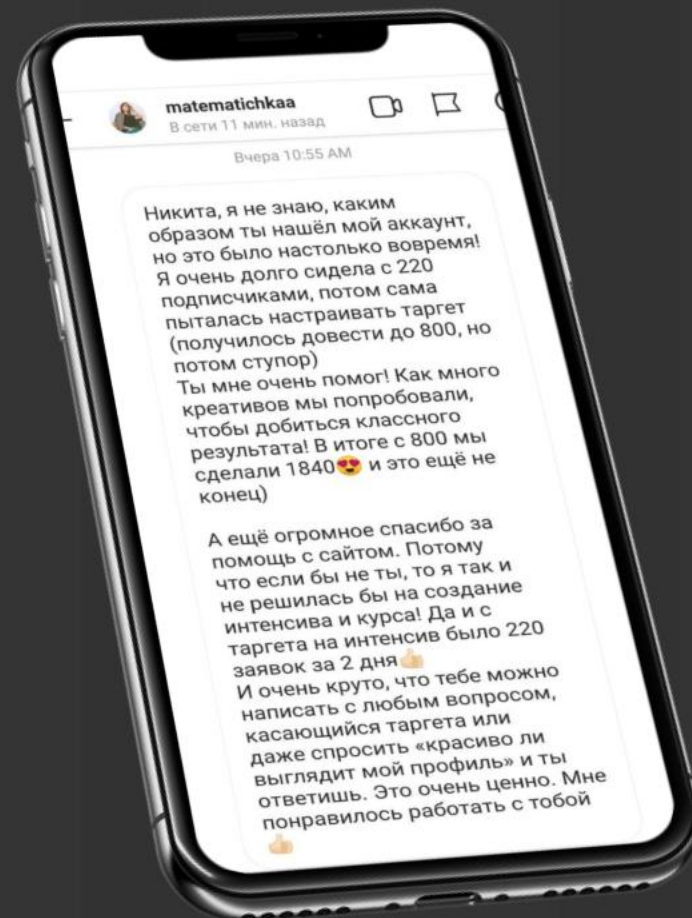 matematichkaa
В сети 11 мин. назад
Вчера 10:55 AM
Никита, я не знаю, каким
образом ты нашёл мой аккаунт,
но это было настолько вовремя!
Я очень долго сидела с 220
подписчиками, потом сама
пыталась настраивать таргет
(получилось довести до 800, но
потом ступор)
Ты мне очень помог! Как много
креативов мы попробовали,
чтобы добиться классного
результата! В итоге с 800 мы
сделали 1840😍 и это ещё не
конец)
А ещё огромное спасибо за
помощь с сайтом. Потому
что если бы не ты, то я так и
не решилась бы на создание
интенсива и курса! Да и с
таргета на интенсив было 220
заявок за 2 дня👍🏻
И очень круто, что тебе можно
написать с любым вопросом,
касающийся таргета или
даже спросить «красиво ли
выглядит мой профиль» и ты
ответишь. Это очень ценно. Мне
понравилось работать с тобой
👍🏻